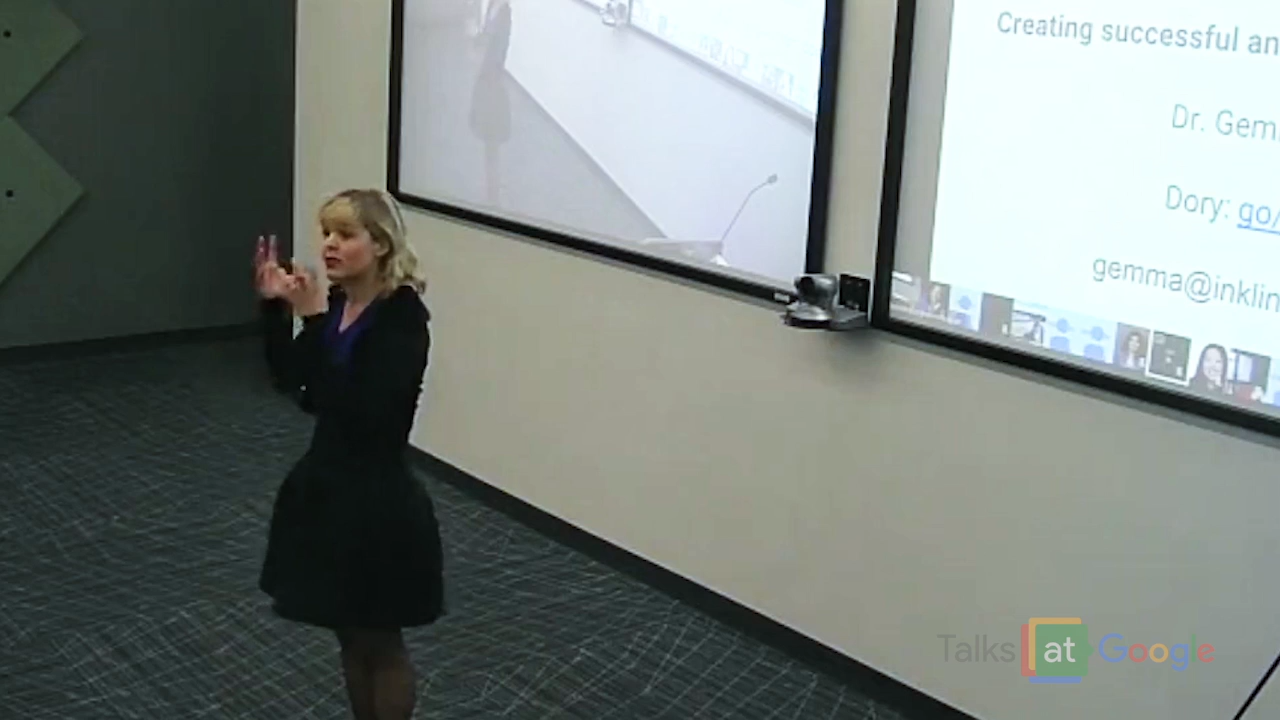 Creating successful an
Dr. Gem
Dory: go/
gemma@inklin
Talks at Google